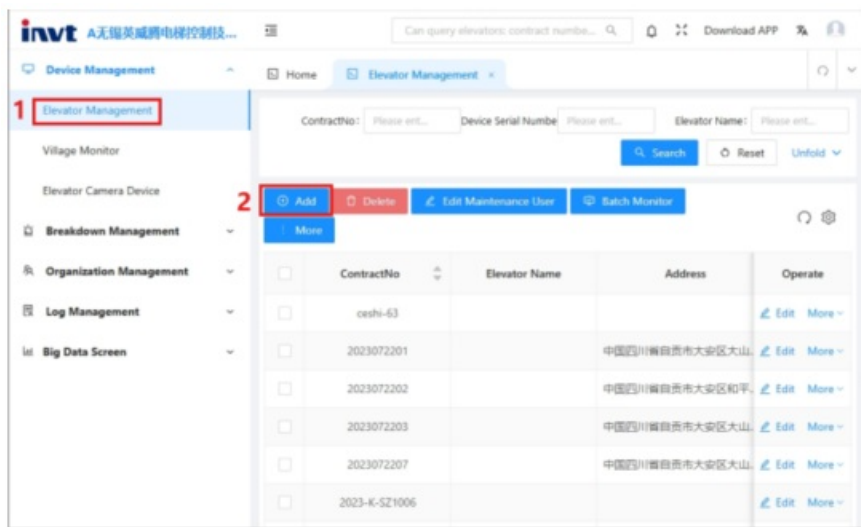 invt A无锡英威腾电梯控制技... Can query elevators: contract numbe... Download APP
Device Management
Home Elevator Management ×
1 Elevator Management
ContractNo: Please ent... Device Serial Numbe Please ent... Elevator Name: Please ent...
Village Monitor
Search Reset Unfold
Elevator Camera Device
2 Add Delete Edit Maintenance User Batch Monitor
More
Breakdown Management
Organization Management
Log Management
Big Data Screen
ContractNo Elevator Name Address Operate
ceshi-63 Edit More
2023072201 中国四川省自贡市大安区大山. Edit More
2023072202 中国四川省自贡市大安区和平. Edit More
2023072203 中国四川省自贡市大安区大山. Edit More
2023072207 中国四川省自贡市大安区大山. Edit More
2023-K-SZ1006 Edit More